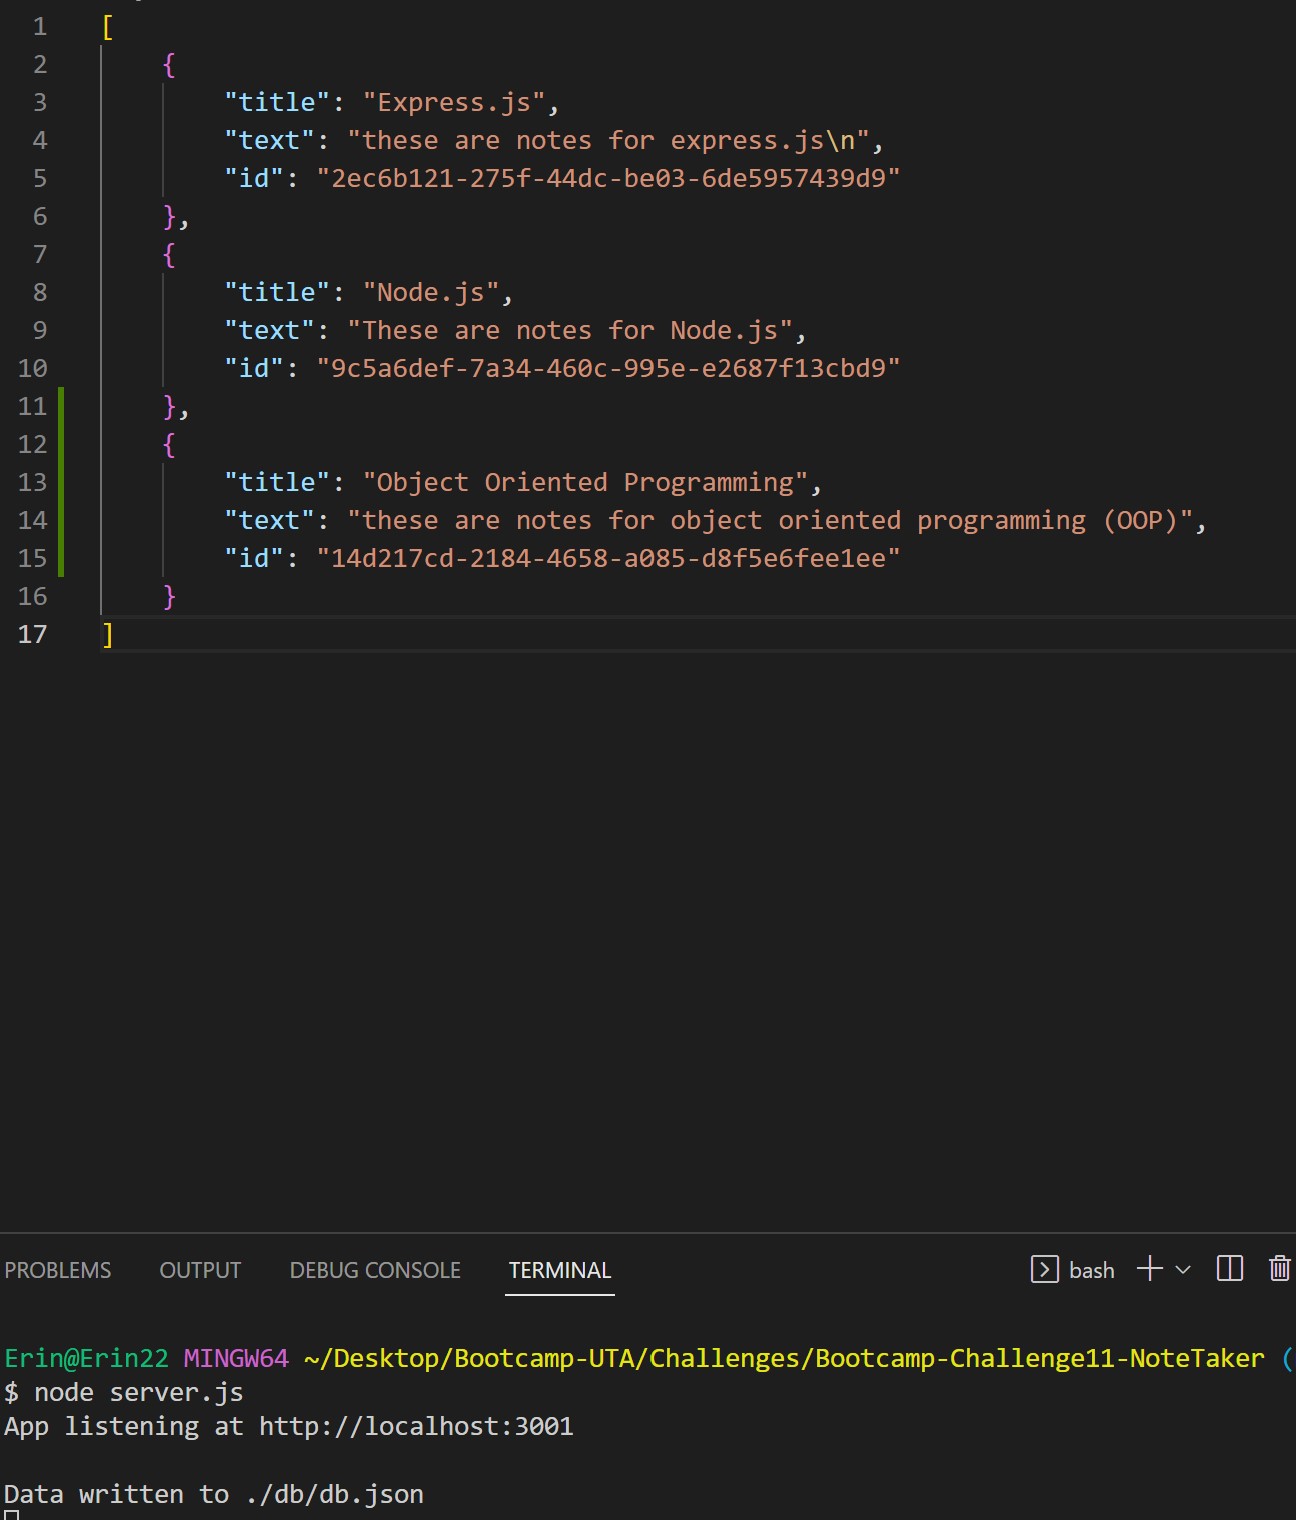 1 [
2 {
3 "title": "Express.js",
4 "text": "these are notes for express.js\n",
5 "id": "2ec6b121-275f-44dc-be03-6de5957439d9"
6 },
7 {
8 "title": "Node.js",
9 "text": "These are notes for Node.js",
10 "id": "9c5a6def-7a34-460c-995e-e2687f13cbd9"
11 },
12 {
13 "title": "Object Oriented Programming",
14 "text": "these are notes for object oriented programming (OOP)",
15 "id": "14d217cd-2184-4658-a085-d8f5e6fee1ee"
16 }
17 ]
PROBLEMS OUTPUT DEBUG CONSOLE TERMINAL bash
Erin@Erin22 MINGW64 ~/Desktop/Bootcamp-UTA/Challenges/Bootcamp-Challenge11-NoteTaker (
$ node server.js
App listening at http://localhost:3001
Data written to ./db/db.json